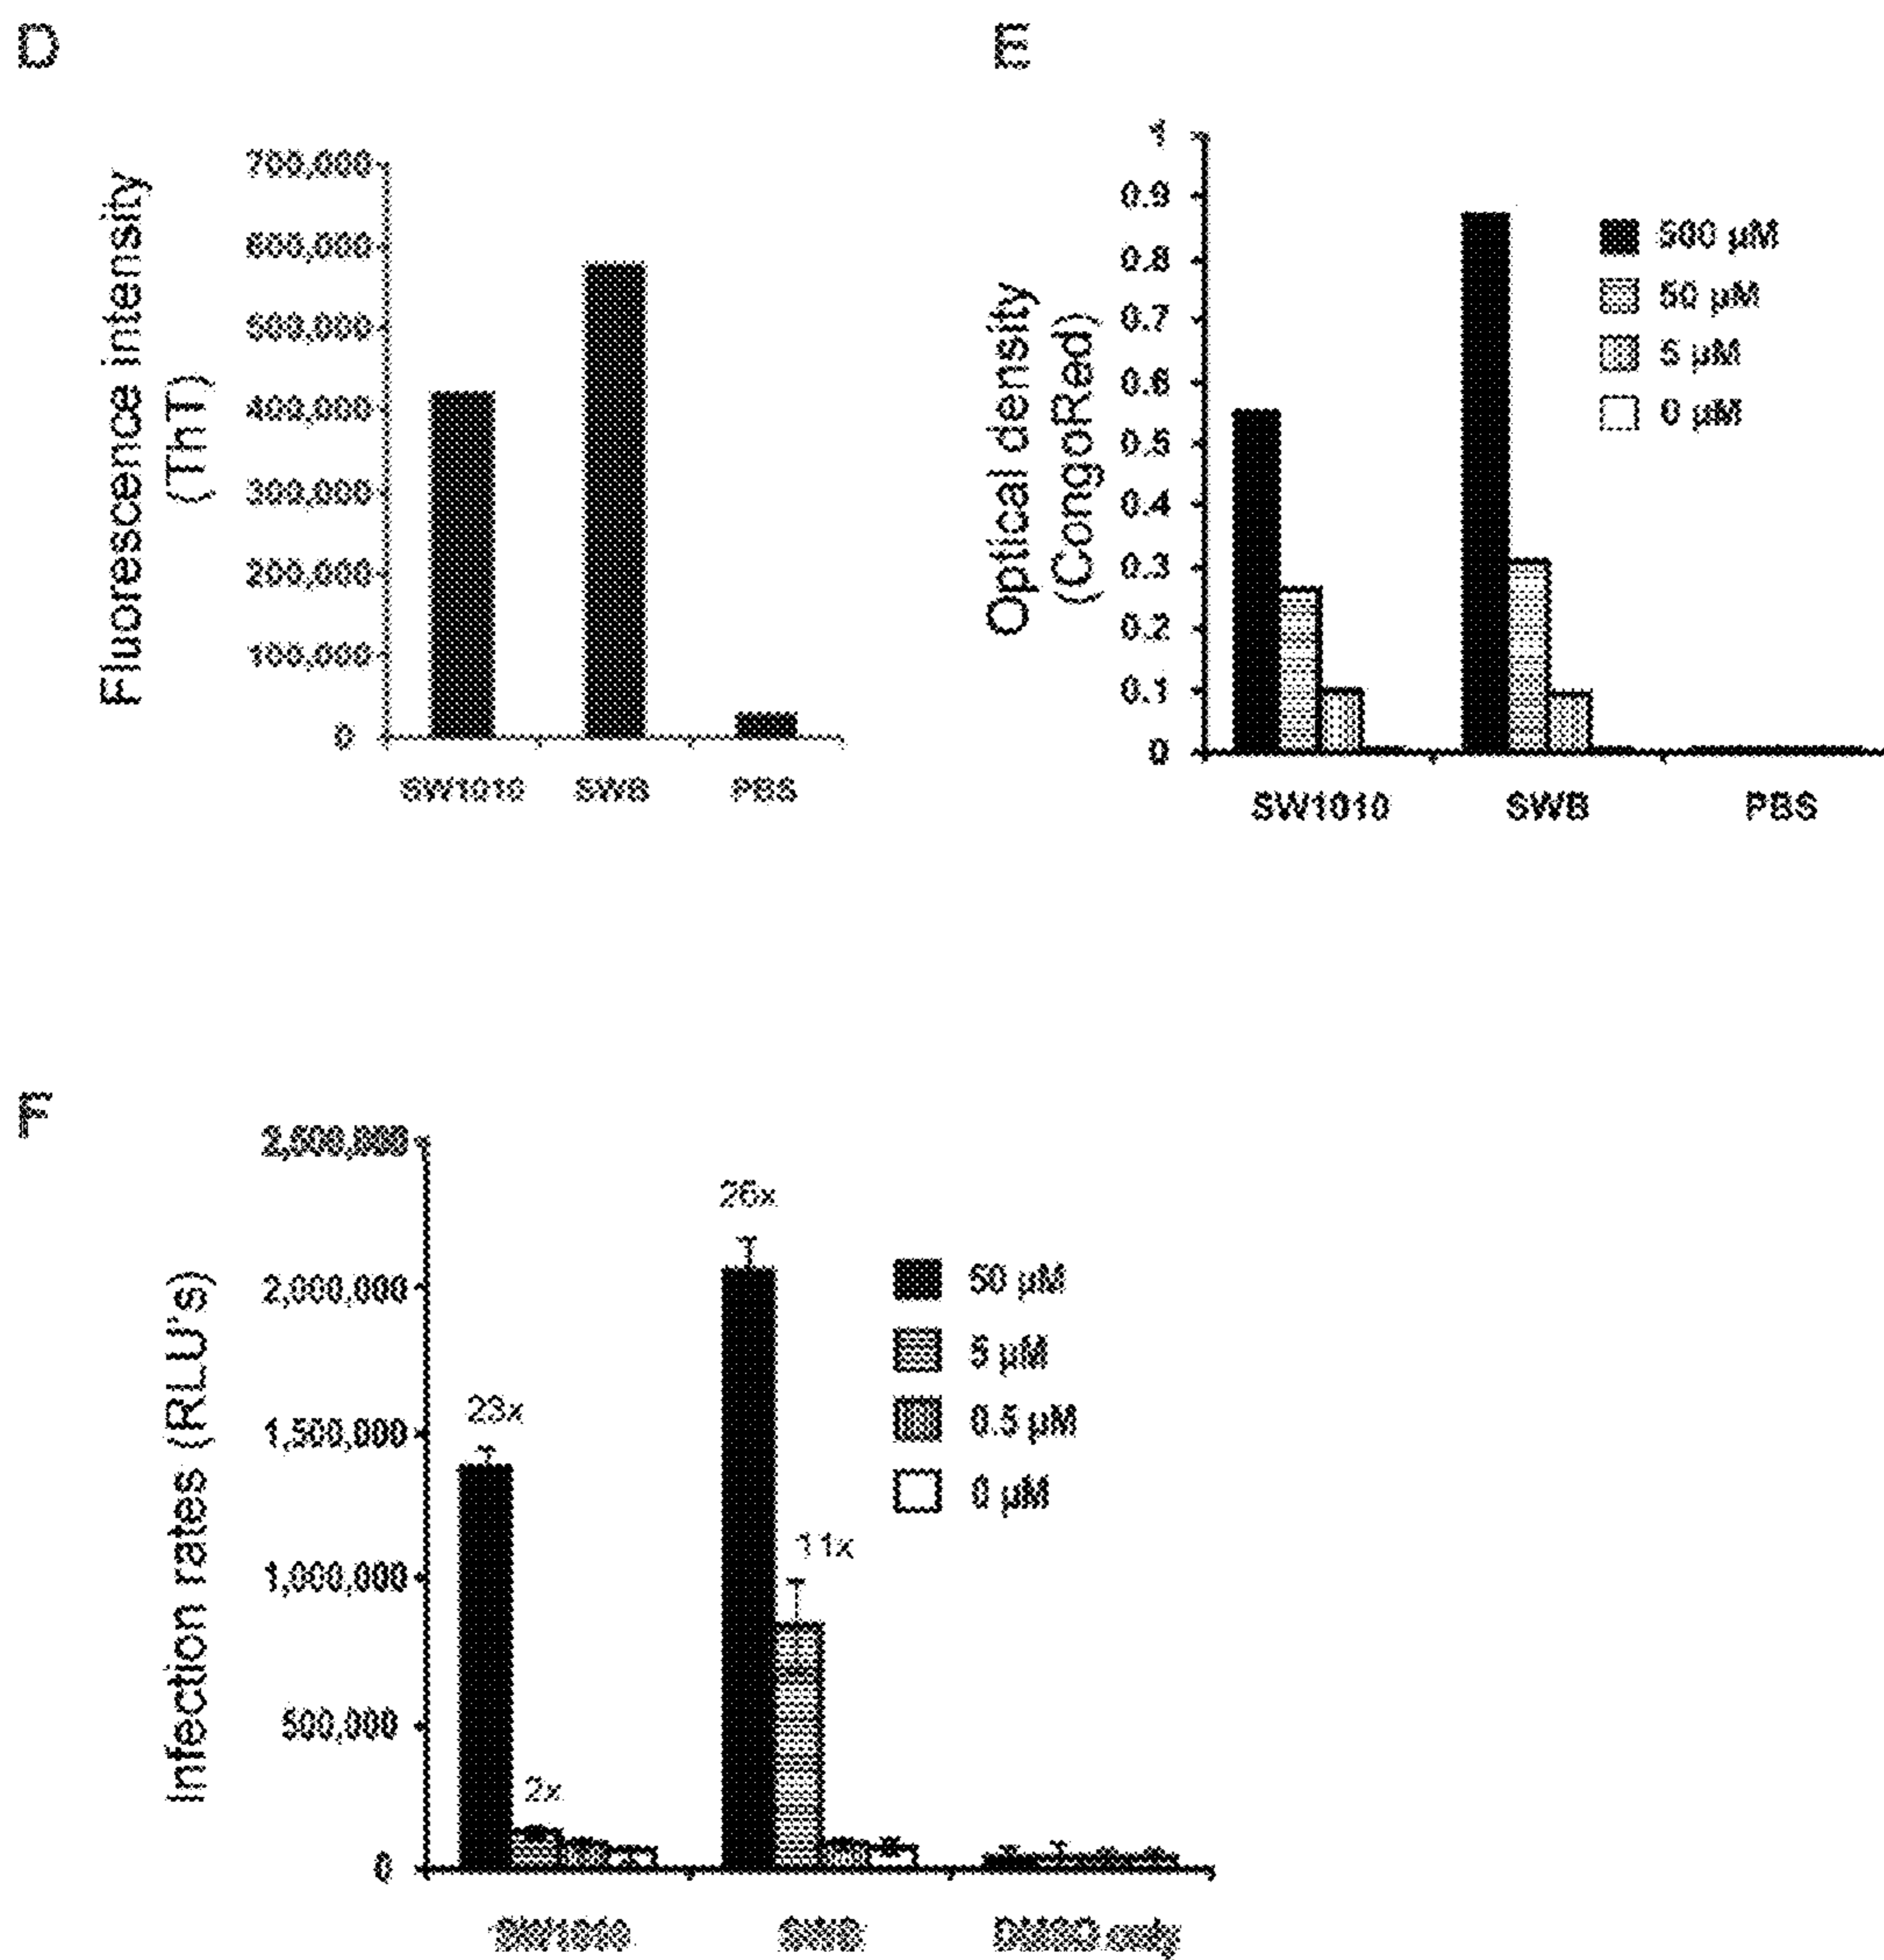 D
Fluorescence intensity
(ThT)
700,000
600,000
500,000
400,000
300,000
200,000
100,000
0
SW1010
SWB
PBS
E
Optical density
(CongoRed)
1
0.9
0.8
0.7
0.6
0.5
0.4
0.3
0.2
0.1
0
500 µM
50 µM
5 µM
0 µM
SW1010
SWB
PBS
F
Infection rates (RLU's)
2,500,000
2,000,000
1,500,000
1,000,000
500,000
0
23x
2x
26x
11x
50 µM
5 µM
0.5 µM
0 µM
SW1010
SWB
DMSO only